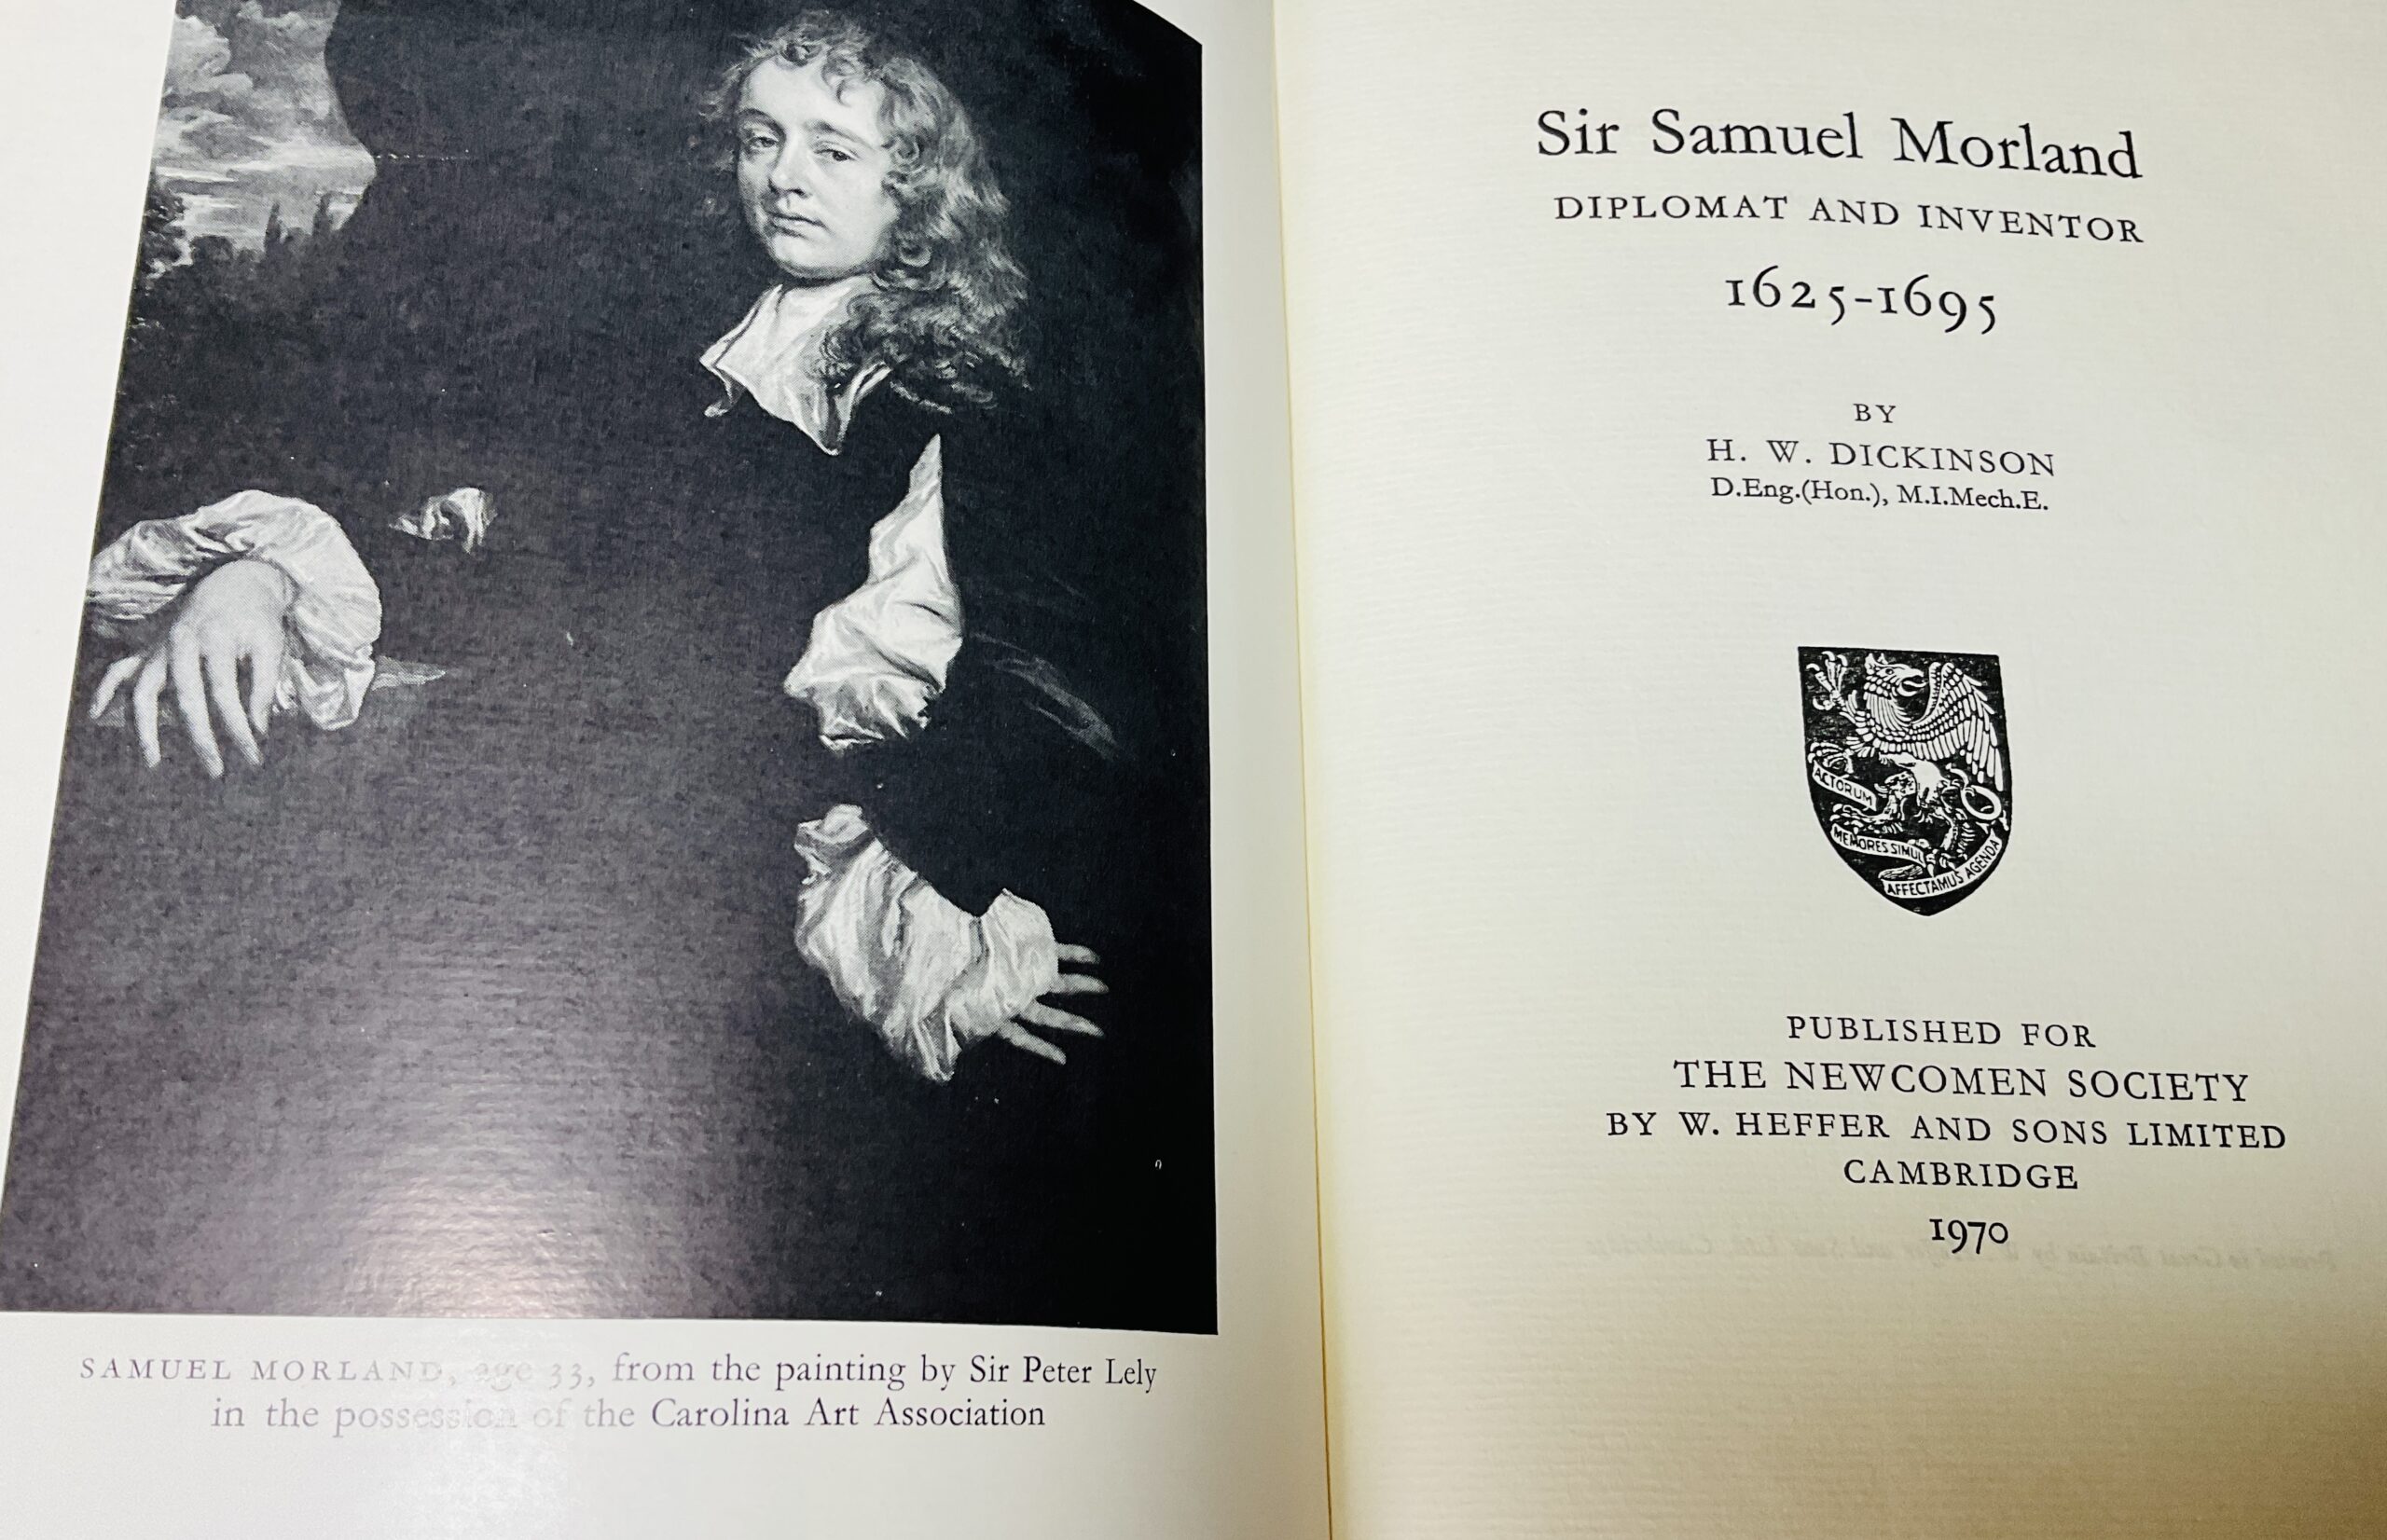 SAMUEL MORLAND, age 33, from the painting by Sir Peter Lely
in the possession of the Carolina Art Association
Sir Samuel Morland
DIPLOMAT AND INVENTOR
1625-1695
BY
H. W. DICKINSON
D.Eng.(Hon.), M.I.Mech.E.
ACTORUM
MEMORES SIMUL
AFFECTAMUS AGENDA
PUBLISHED FOR
THE NEWCOMEN SOCIETY
BY W. HEFFER AND SONS LIMITED
CAMBRIDGE
1970